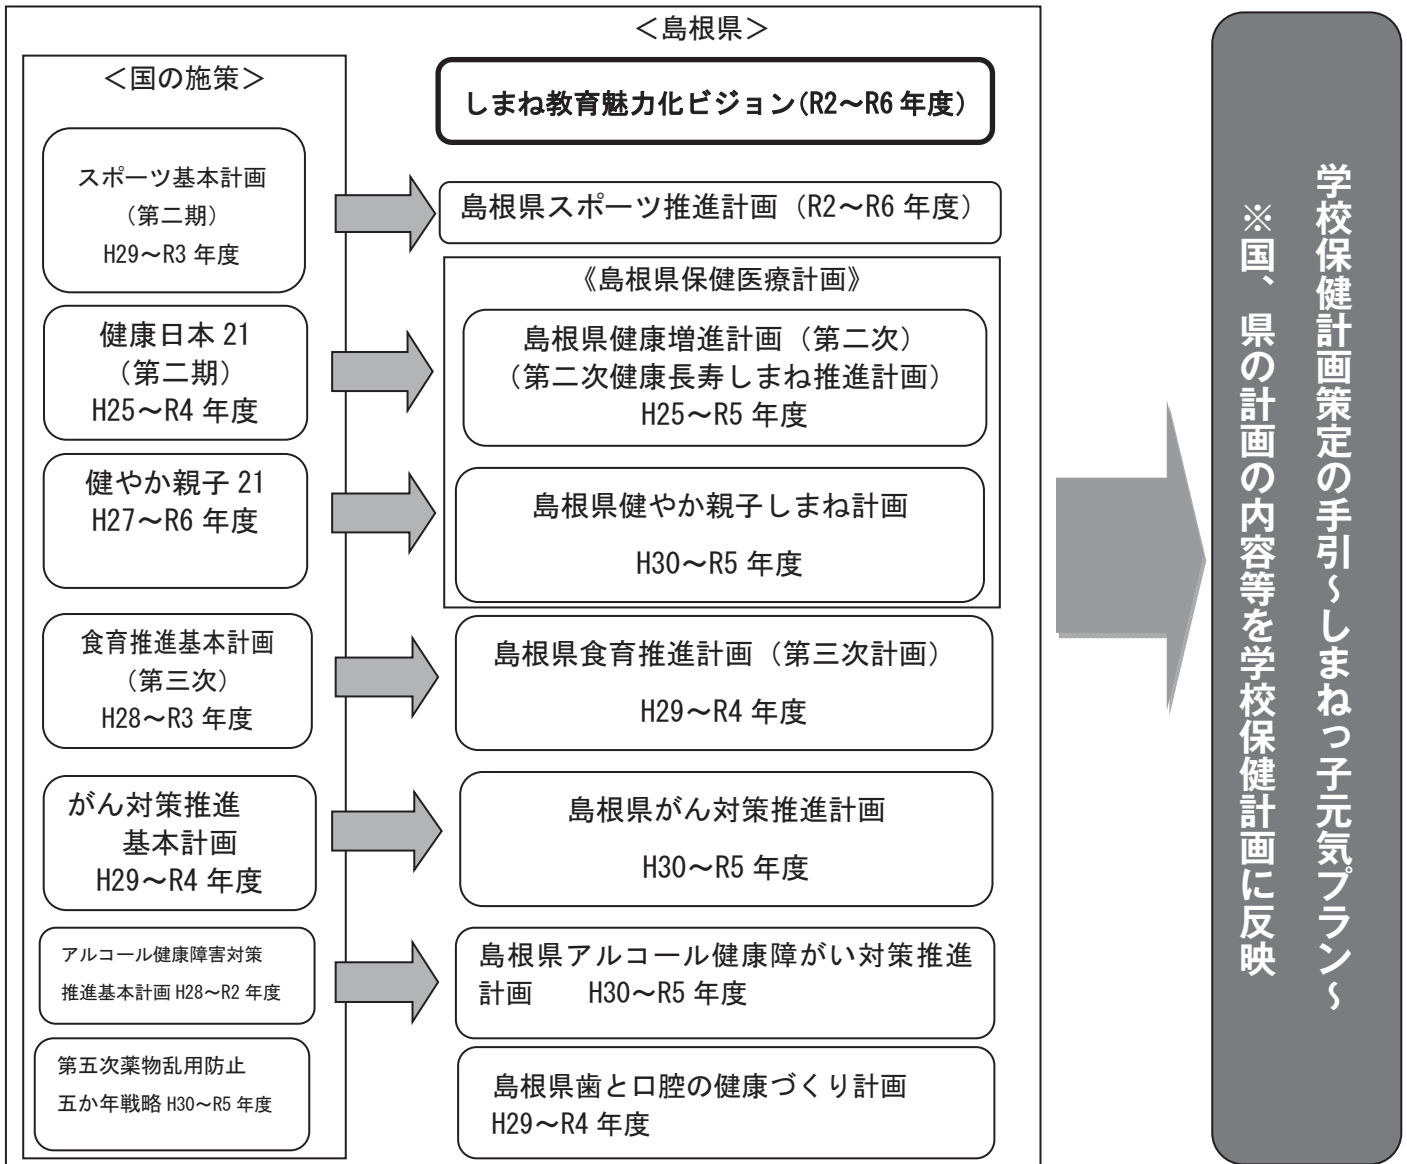 ＜島根県＞
＜国の施策＞
しまね教育魅力化ビジョン（R2～R6 年度）
スポーツ基本計画
（第二期）
H29～R3 年度
島根県スポーツ推進計画（R2～R6 年度）
《島根県保健医療計画》
健康日本 21
（第二期）
H25～R4 年度
島根県健康増進計画（第二次）
（第二次健康長寿しまね推進計画）
H25～R5 年度
健やか親子 21
H27～R6 年度
島根県健やか親子しまね計画
H30～R5 年度
食育推進基本計画
（第三次）
H28～R3 年度
島根県食育推進計画（第三次計画）
H29～R4 年度
がん対策推進
基本計画
H29～R4 年度
島根県がん対策推進計画
H30～R5 年度
アルコール健康障害対策
推進基本計画 H28～R2 年度
島根県アルコール健康障がい対策推進
計画　　H30～R5 年度
第五次薬物乱用防止
五か年戦略 H30～R5 年度
島根県歯と口腔の健康づくり計画
H29～R4 年度
学校保健計画策定の手引～しまねっ子元気プラン～
※国、県の計画の内容等を学校保健計画に反映